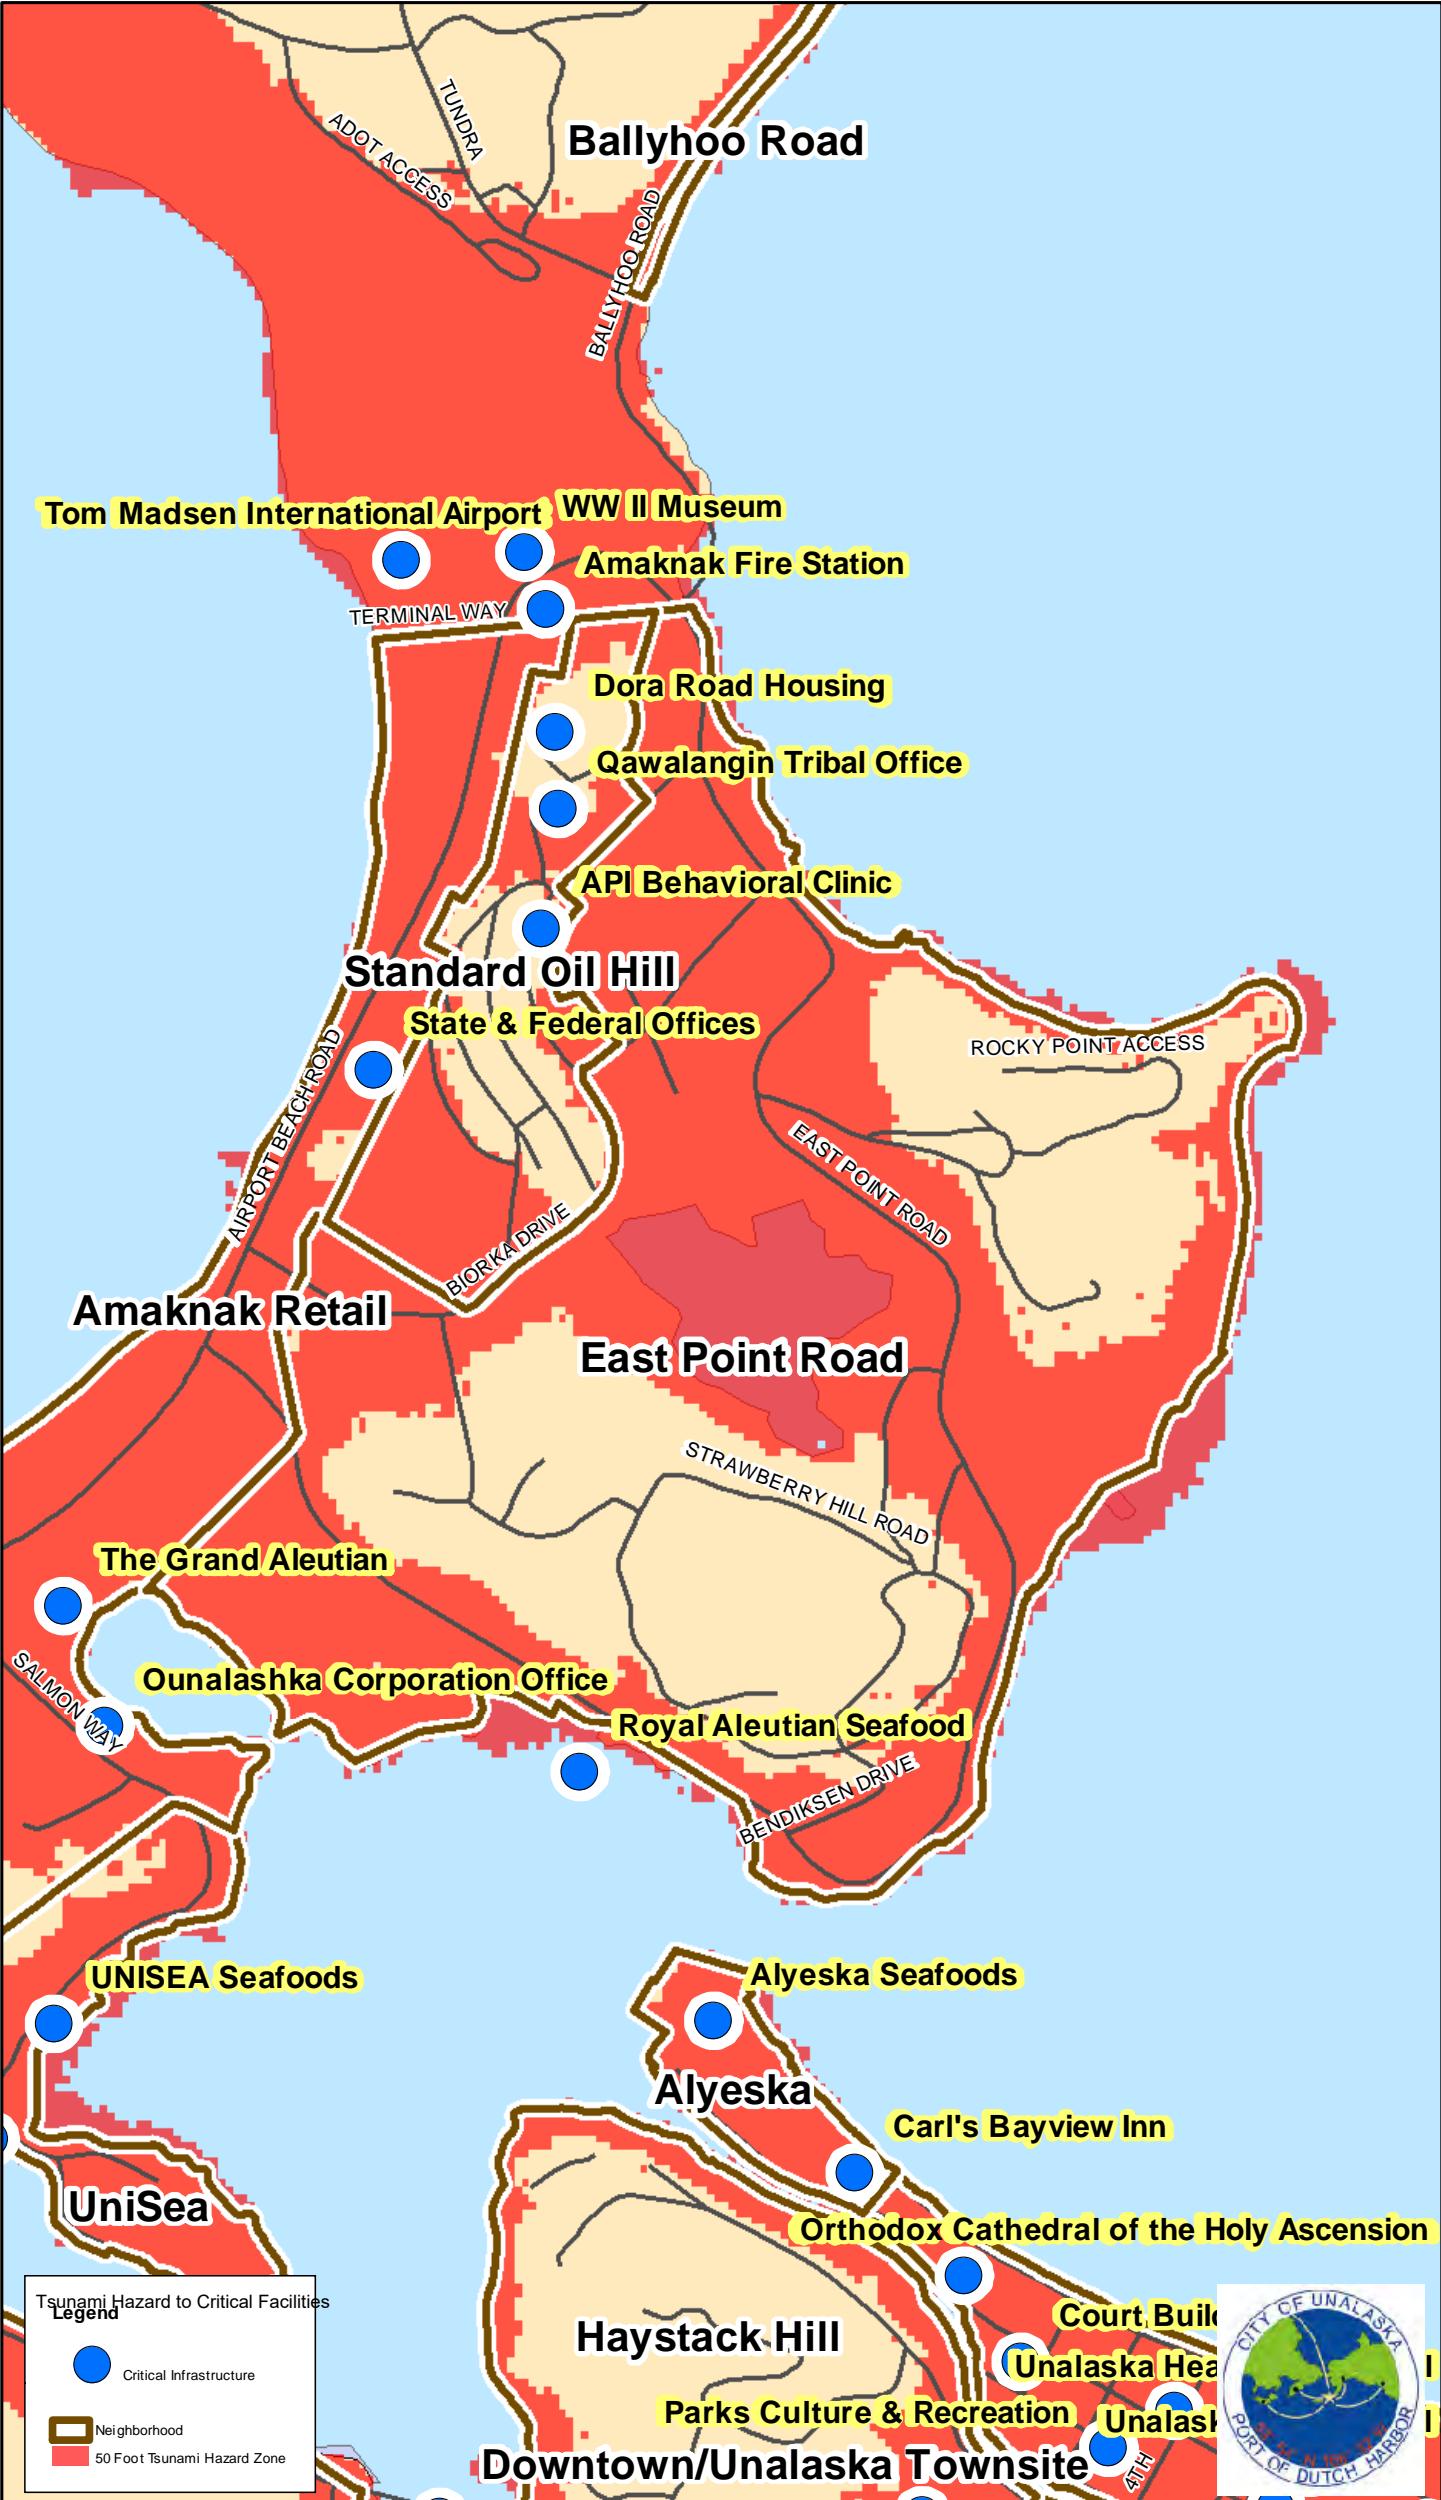 TUNDRA
ADOT ACCESS
Ballyhoo Road
BALLYHOO ROAD
Tom Madsen International Airport
WW II Museum
Amaknak Fire Station
TERMINAL WAY
Dora Road Housing
Qawalangin Tribal Office
API Behavioral Clinic
Standard Oil Hill
State & Federal Offices
ROCKY POINT ACCESS
AIRPORT BEACH ROAD
EAST POINT ROAD
BIORKA DRIVE
Amaknak Retail
East Point Road
STRAWBERRY HILL ROAD
The Grand Aleutian
SALMON WAY
Ounalashka Corporation Office
Royal Aleutian Seafood
BENDIKSEN DRIVE
UNISEA Seafoods
Alyeska Seafoods
Alyeska
Carl's Bayview Inn
UniSea
Orthodox Cathedral of the Holy Ascension
Court Buil
Haystack Hill
Unalaska Hea
Parks Culture & Recreation
Unalask
Downtown/Unalaska Townsite
4TH
Tsunami Hazard to Critical Facilities
Legend
Critical Infrastructure
Neighborhood
50 Foot Tsunami Hazard Zone
CITY OF UNALASKA
PORT OF DUTCH HARBOR